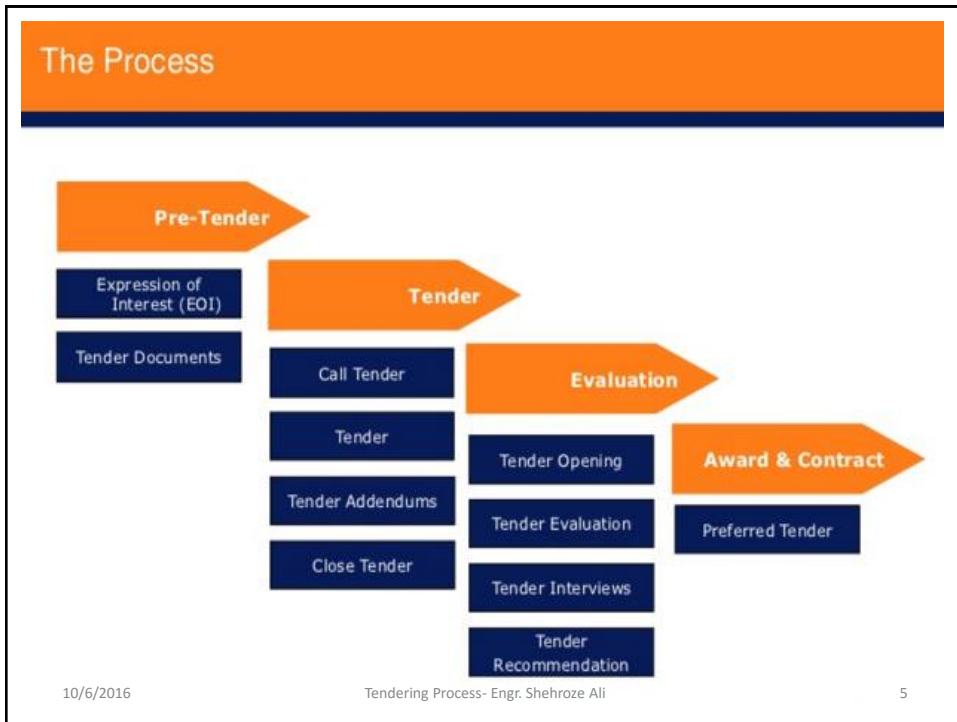 The Process
Pre-Tender
Expression of
Interest (EOI)
Tender Documents
Tender
Call Tender
Tender
Tender Addendums
Close Tender
Evaluation
Tender Opening
Tender Evaluation
Tender Interviews
Tender
Recommendation
Award & Contract
Preferred Tender
10/6/2016
Tendering Process- Engr. Shehroze Ali
5